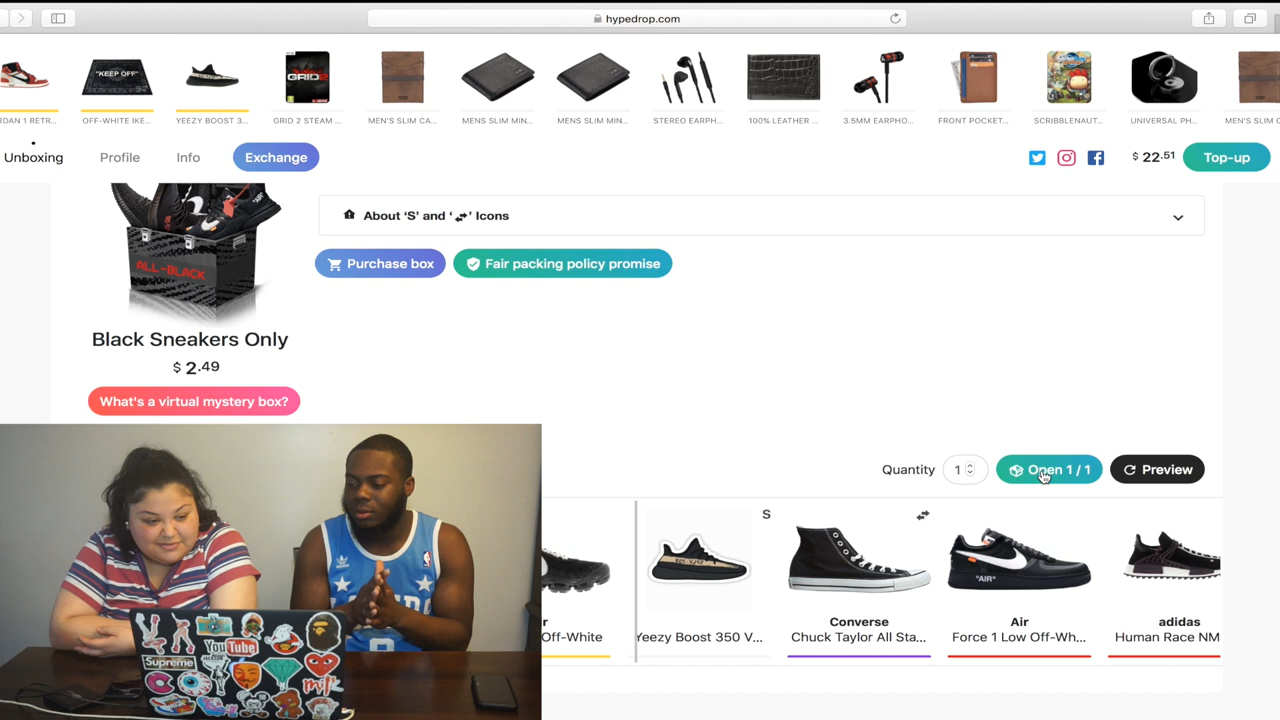 hypedrop.com
"KEEP OFF"
GRID2
RDAN 1 RETR...
OFF-WHITE IKE...
YEEZY BOOST 3...
GRID 2 STEAM ...
MEN'S SLIM CA...
MENS SLIM MIN...
MENS SLIM MIN...
STEREO EARPH...
100% LEATHER ...
3.5MM EARPHO...
FRONT POCKET...
SCRIBBLENAUT...
UNIVERSAL PH...
MEN'S SLIM C
Unboxing
Profile
Info
Exchange
$ 22.51
Top-up
About 'S' and '⇄' Icons
Purchase box
Fair packing policy promise
ALL-BLACK
Black Sneakers Only
$ 2.49
What's a virtual mystery box?
Quantity
1
Open 1 / 1
Preview
S
"AIR"
r
Off-White
Yeezy Boost 350 V...
Converse
Chuck Taylor All Sta...
Air
Force 1 Low Off-Wh...
adidas
Human Race NM
YouTube
Supreme
milk